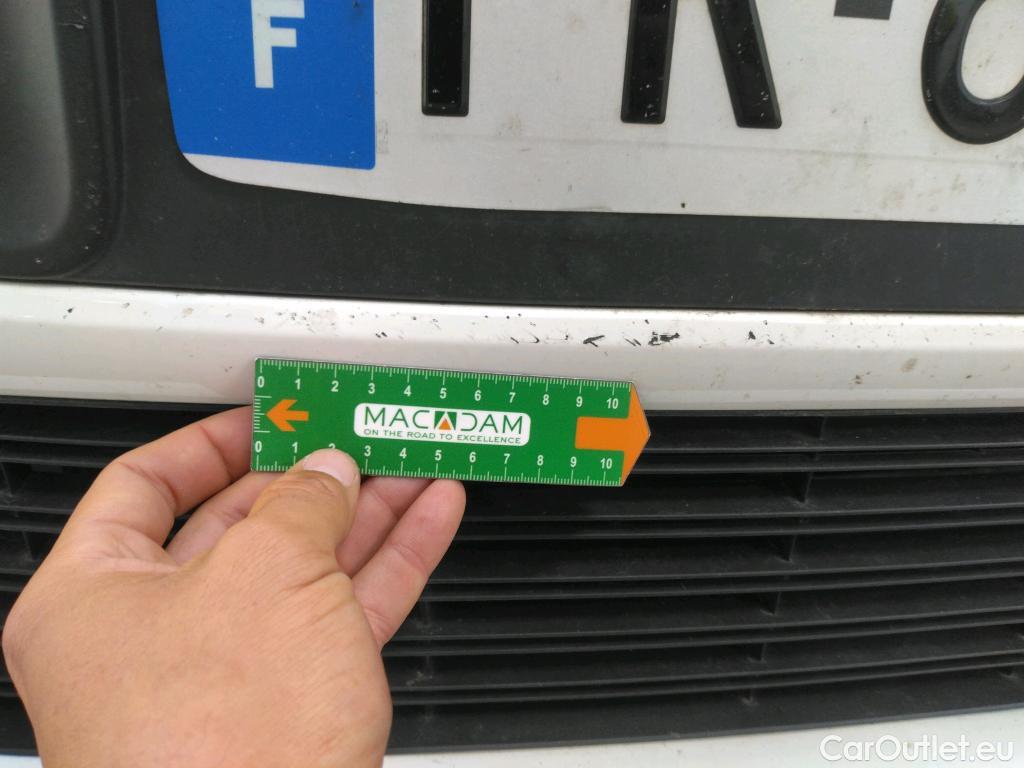 F
0 1 2 3 4 5 6 7 8 9 10
MACADAM
ON THE ROAD TO EXCELLENCE
0 1 2 3 4 5 6 7 8 9 10
CarOutlet.eu